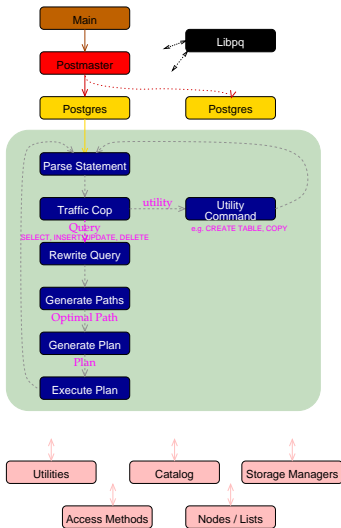 Main
Libpq
Postmaster
Postgres
Postgres
Parse Statement
utility
Traffic Cop
Utility
Command
Query
SELECT, INSERT, UPDATE, DELETE
e.g. CREATE TABLE, COPY
Rewrite Query
Generate Paths
Optimal Path
Generate Plan
Plan
Execute Plan
Utilities
Catalog
Storage Managers
Access Methods
Nodes / Lists